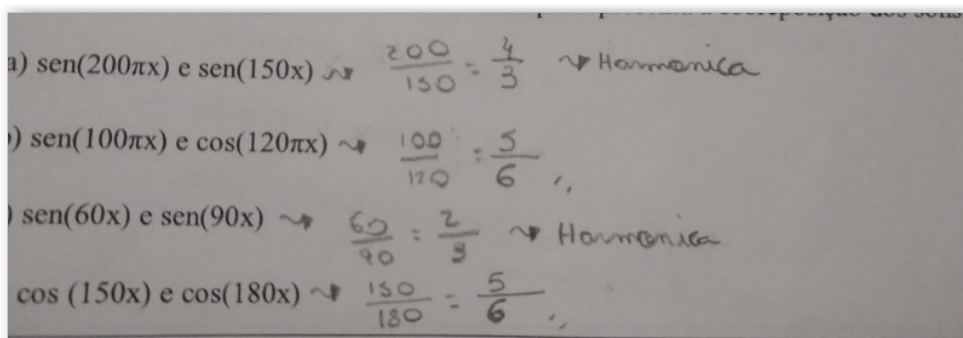 a) sen(200πx) e sen(150x) ⇝ 200/150 = 4/3 ⇝ Harmonica
) sen(100πx) e cos(120πx) ⇝ 100/120 = 5/6 //
) sen(60x) e sen(90x) ⇝ 60/90 = 2/3 ⇝ Harmonica
cos (150x) e cos(180x) ⇝ 150/180 = 5/6 //